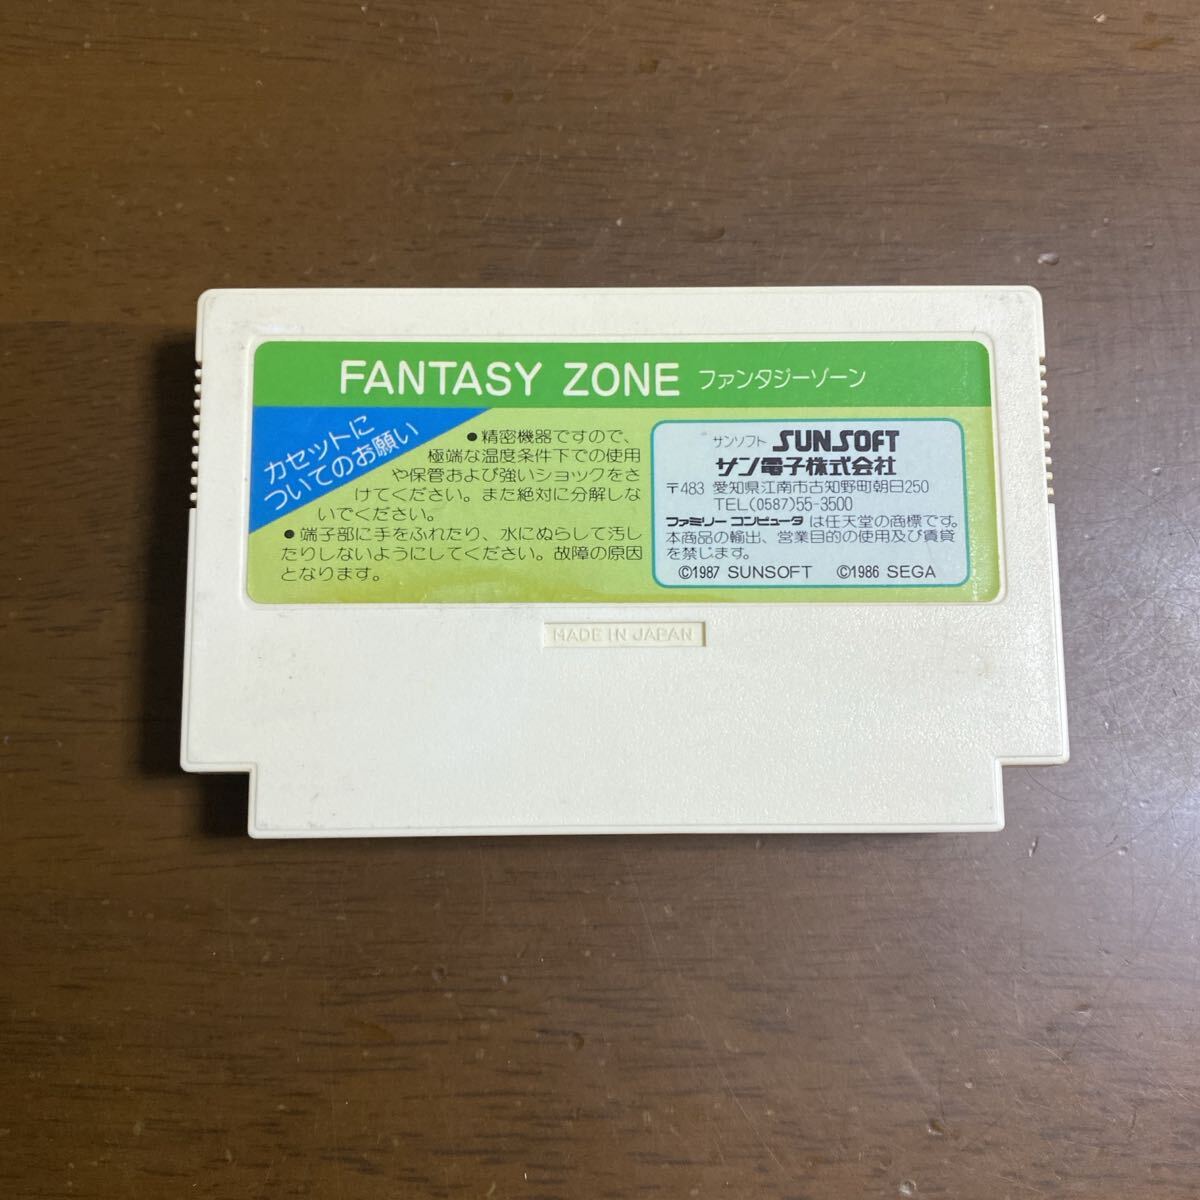 FANTASY ZONE ファンタジーゾーン
カセットに
ついてのお願い
●精密機器ですので、
極端な温度条件下での使用
や保管および強いショックをさ
けてください。また絶対に分解しな
いでください。
●端子部に手をふれたり、水にぬらして汚し
たりしないようにしてください。故障の原因
となります。
サンソフト SUNSOFT
サン電子株式会社
〒483 愛知県江南市古知野町朝日250
TEL(0587)55-3500
ファミリー コンピュータ は任天堂の商標です。
本商品の輸出、営業目的の使用及び賃貸
を禁じます。
©1987 SUNSOFT ©1986 SEGA
MADE IN JAPAN